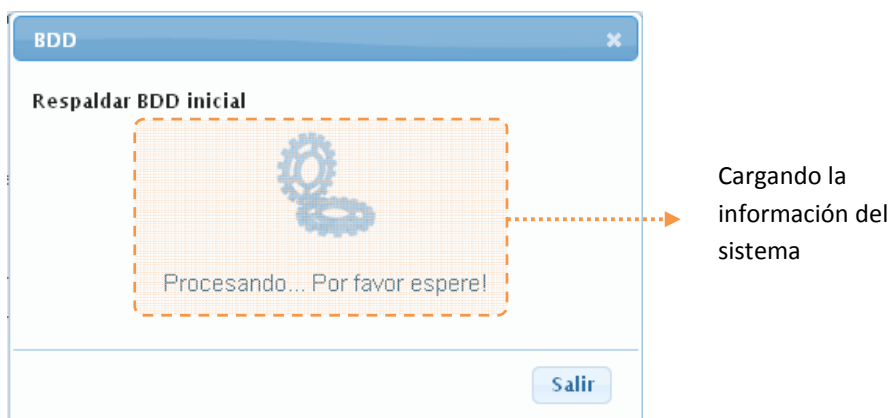 BDD
Respaldar BDD inicial
Procesando... Por favor espere!
Cargando la
información del
sistema
Salir